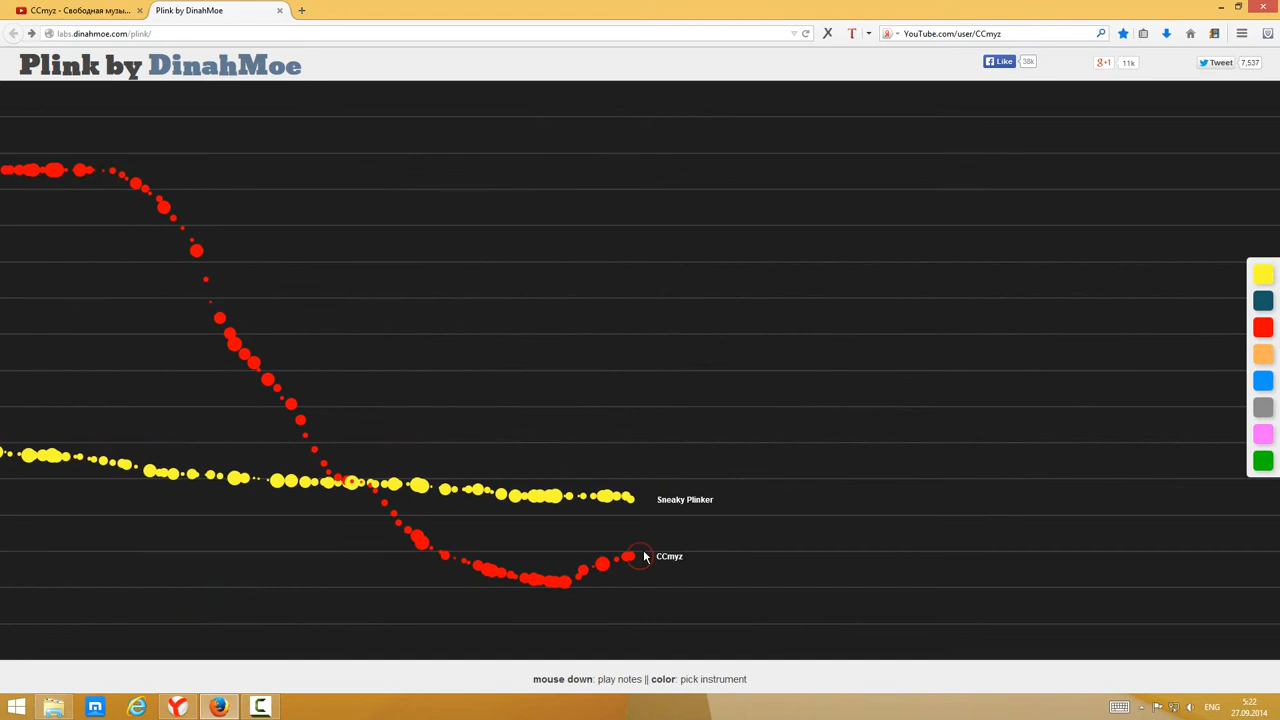 CCmyz - Свободная музы...
Plink by DinahMoe
labs.dinahmoe.com/plink/
YouTube.com/user/CCmyz
Plink by DinahMoe
Like 38k
g+1 11k
Tweet 7,537
Sneaky Plinker
CCmyz
mouse down: play notes || color: pick instrument
ENG
5:22
27.09.2014